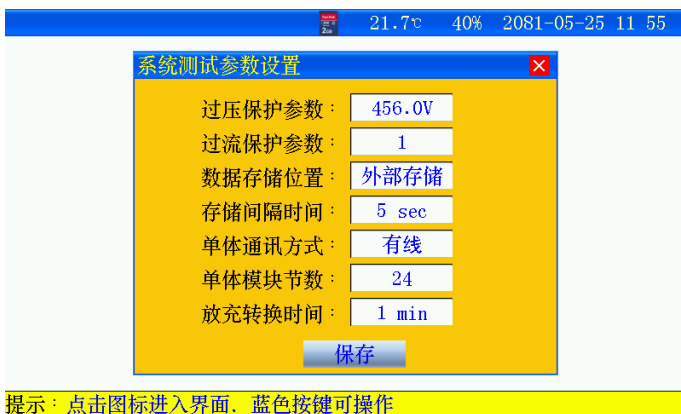 21.7℃ 40% 2081-05-25 11 55
系统测试参数设置
过压保护参数： 456.0V
过流保护参数： 1
数据存储位置： 外部存储
存储间隔时间： 5 sec
单体通讯方式： 有线
单体模块节数： 24
放充转换时间： 1 min
保存
提示：点击图标进入界面. 蓝色按键可操作